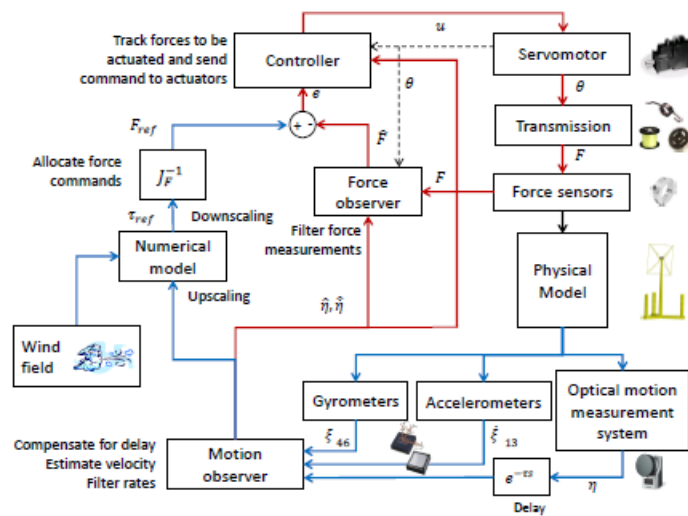 Track forces to be
actuated and send
command to actuators
Controller
u
Servomotor
θ
θ
Transmission
e
F_ref
+ -
F̂
F
F
Allocate force
commands
J_F^{-1}
Force
observer
Force sensors
τ_ref
Downscaling
Filter force
measurements
Numerical
model
Physical
Model
Upscaling
η̂, η̇̂
Wind
field
Gyrometers
Accelerometers
Optical motion
measurement
system
ξ̇_46
ξ̈_13
Compensate for delay
Estimate velocity
Filter rates
Motion
observer
e^{-τs}
η
Delay